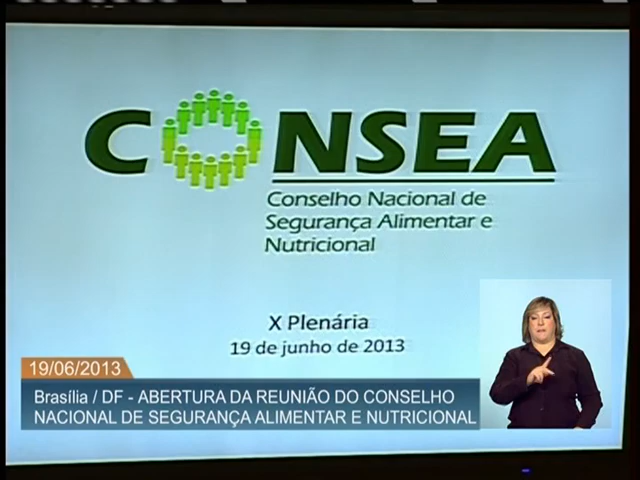 CONSEA
Conselho Nacional de
Segurança Alimentar e
Nutricional
X Plenária
19 de junho de 2013
19/06/2013
Brasília / DF - ABERTURA DA REUNIÃO DO CONSELHO
NACIONAL DE SEGURANÇA ALIMENTAR E NUTRICIONAL